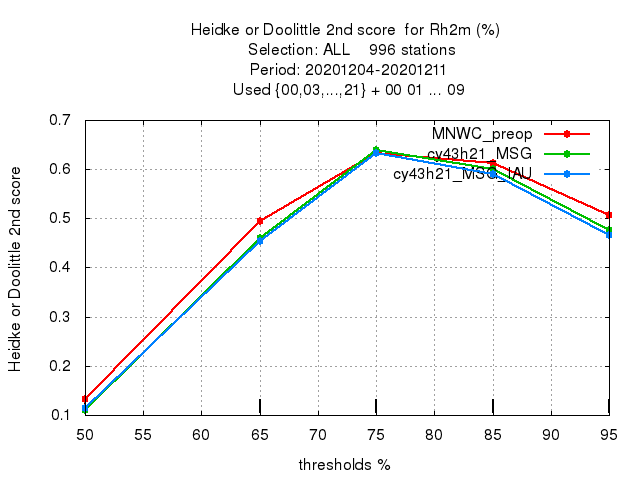 Heidke or Doolittle 2nd score  for Rh2m (%)
Selection: ALL    996 stations
Period: 20201204-20201211
Used {00,03,...,21} + 00 01 ... 09
0.7
0.6
0.5
0.4
0.3
0.2
0.1
Heidke or Doolittle 2nd score
MNWC_preop
cy43h21_MSG
cy43h21_MSG_IAU
50 55 60 65 70 75 80 85 90 95
thresholds %